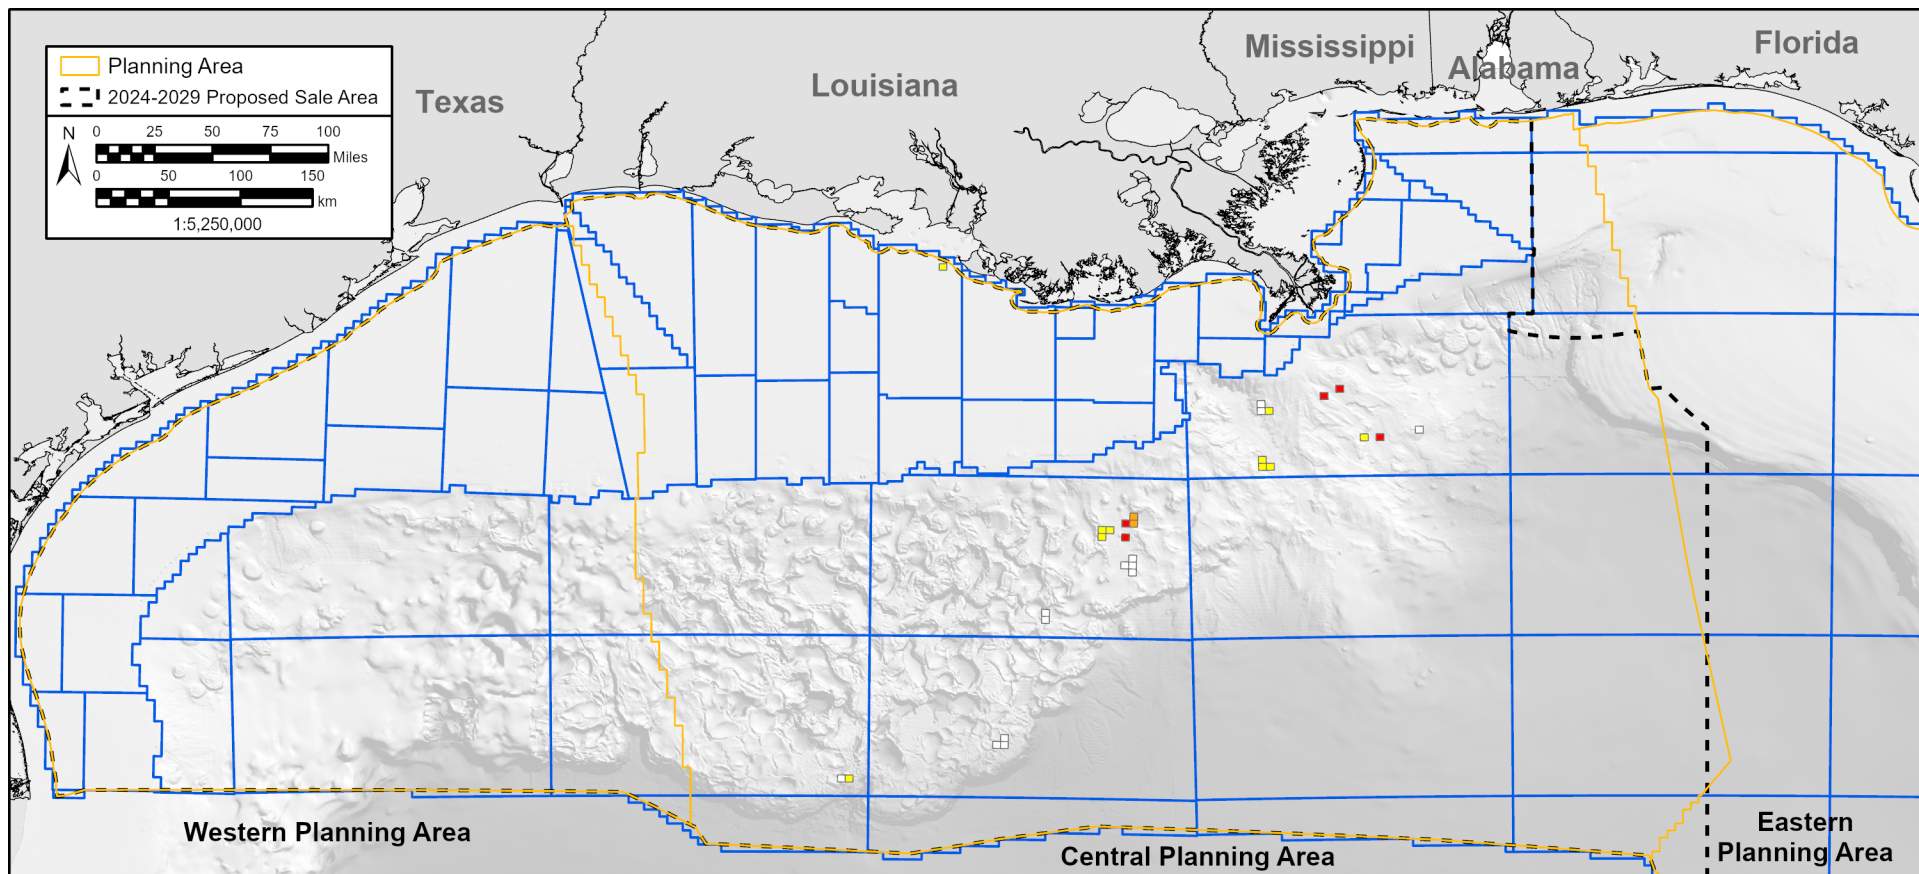 Planning Area
2024-2029 Proposed Sale Area
N
0 25 50 75 100
Miles
0 50 100 150
km
1:5,250,000
Texas
Louisiana
Mississippi
Alabama
Florida
Western Planning Area
Central Planning Area
Eastern
Planning Area